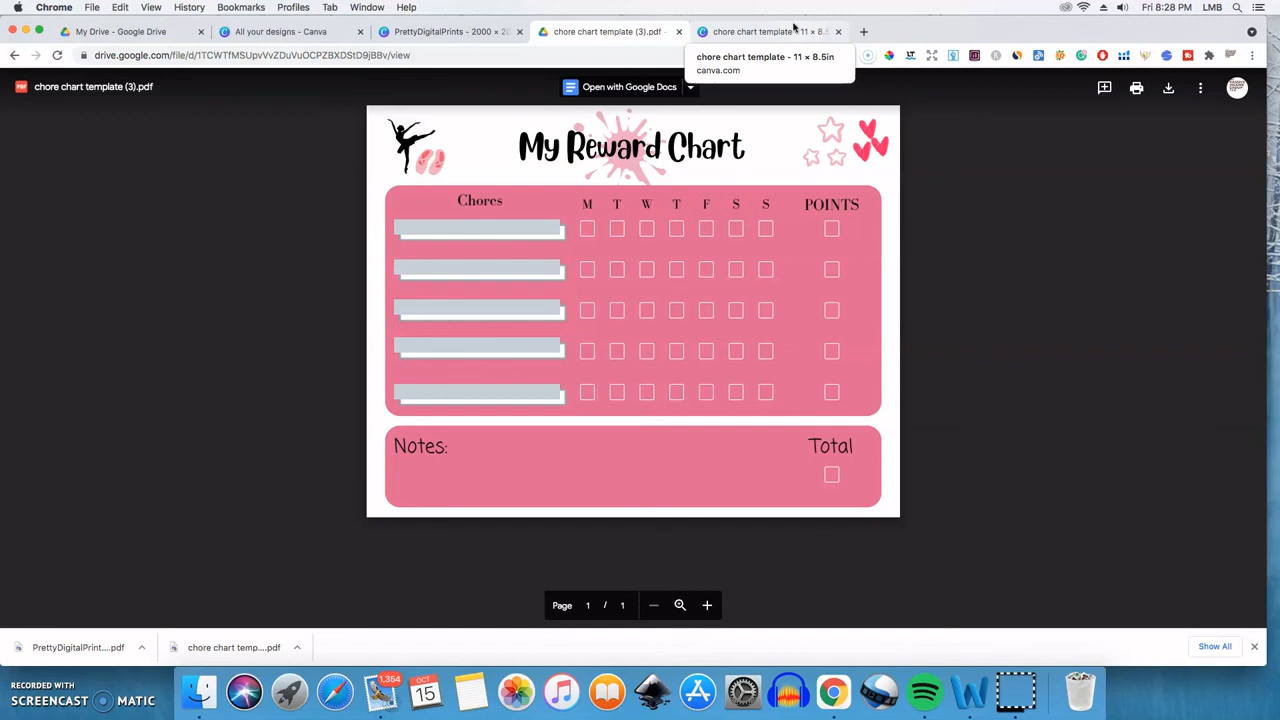 Chrome File Edit View History Bookmarks Profiles Tab Window Help Fri 8:28 PM LMB
My Drive - Google Drive All your designs - Canva PrettyDigitalPrints - 2000 × 20 chore chart template (3).pdf - chore chart template - 11 × 8.5
drive.google.com/file/d/1TCWTfMSUpvVvZDuVuOCPZBXDStD9jBBv/view
chore chart template - 11 × 8.5in
canva.com
chore chart template (3).pdf Open with Google Docs
My Reward Chart
Chores M T W T F S S POINTS
Notes: Total
Page 1 / 1
PrettyDigitalPrint....pdf chore chart temp....pdf Show All
1,354
OCT
15
RECORDED WITH
SCREENCAST MATIC